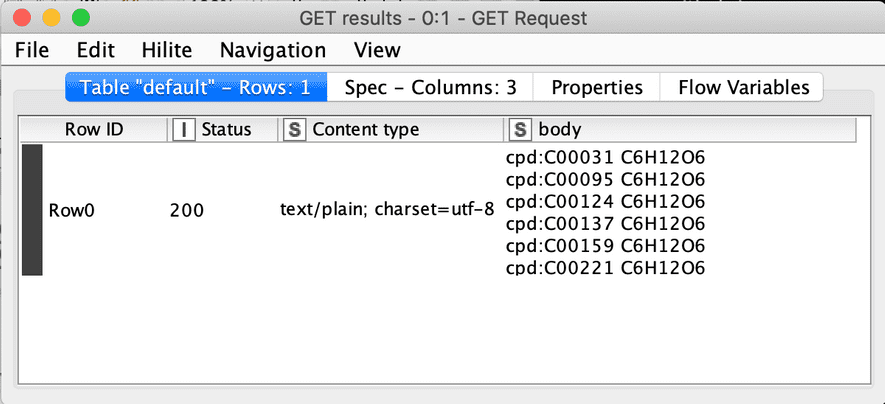 GET results - 0:1 - GET Request
File Edit Hilite Navigation View
Table "default" - Rows: 1 Spec - Columns: 3 Properties Flow Variables
Row ID I Status S Content type S body
cpd:C00031 C6H12O6
cpd:C00095 C6H12O6
cpd:C00124 C6H12O6
Row0 200 text/plain; charset=utf-8
cpd:C00137 C6H12O6
cpd:C00159 C6H12O6
cpd:C00221 C6H12O6